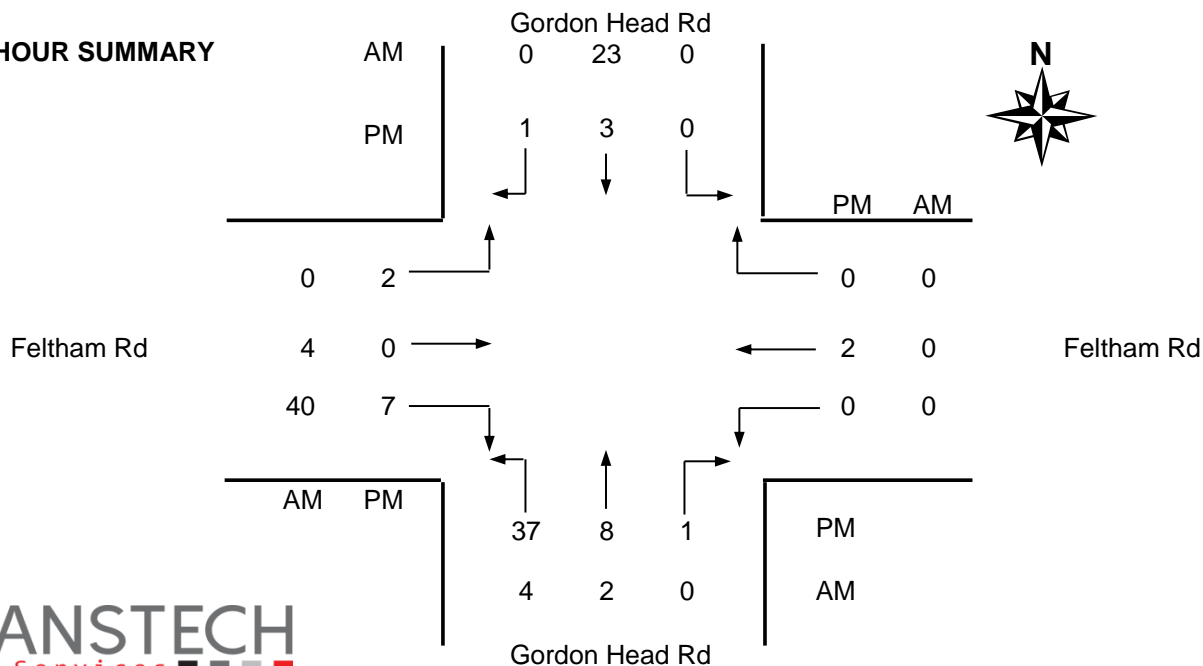 Gordon Head Rd
HOUR SUMMARY AM 0 23 0
N
PM 1 3 0
PM AM
0 2 0 0
Feltham Rd 4 0 2 0 Feltham Rd
40 7 0 0
AM PM
37 8 1 PM
4 2 0 AM
ANSTECH
Services
Gordon Head Rd